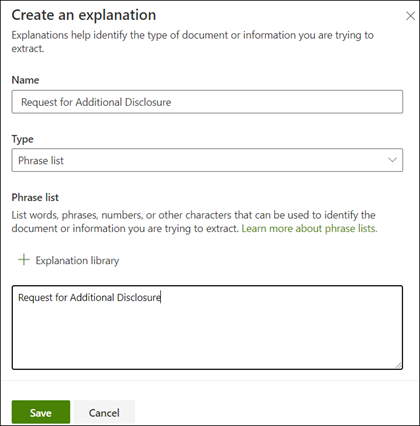 Create an explanation
Explanations help identify the type of document or information you are trying to
extract.
Name
Request for Additional Disclosure
Type
Phrase list
Phrase list
List words, phrases, numbers, or other characters that can be used to identify the
document or information you are trying to extract. Learn more about phrase lists.
Explanation library
Request for Additional Disclosure
Save Cancel